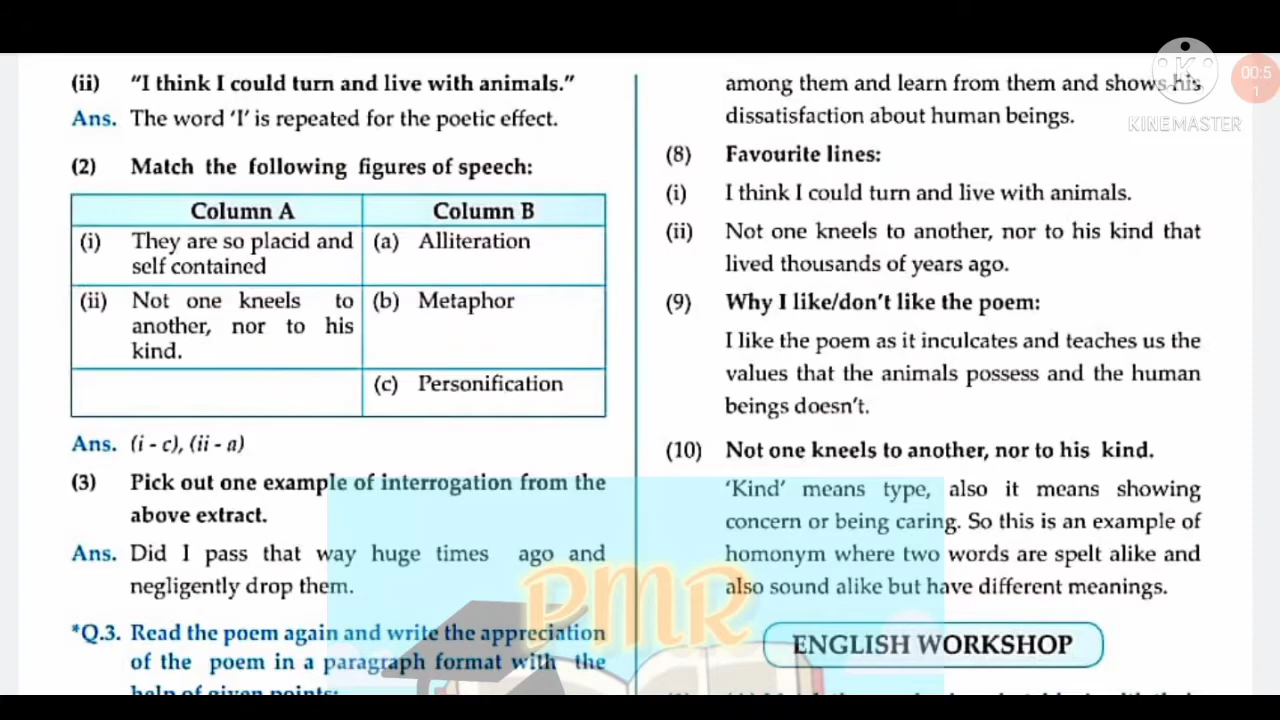 (ii) “I think I could turn and live with animals.”
Ans. The word ‘I’ is repeated for the poetic effect.
(2) Match the following figures of speech:
Column A Column B
(i) They are so placid and self contained (a) Alliteration
(ii) Not one kneels to another, nor to his kind. (b) Metaphor
(c) Personification
Ans. (i - c), (ii - a)
(3) Pick out one example of interrogation from the
above extract.
Ans. Did I pass that way huge times ago and
negligently drop them.
*Q.3. Read the poem again and write the appreciation
of the poem in a paragraph format with the
help of given points:
among them and learn from them and shows his
dissatisfaction about human beings.
(8) Favourite lines:
(i) I think I could turn and live with animals.
(ii) Not one kneels to another, nor to his kind that
lived thousands of years ago.
(9) Why I like/don’t like the poem:
I like the poem as it inculcates and teaches us the
values that the animals possess and the human
beings doesn’t.
(10) Not one kneels to another, nor to his kind.
‘Kind’ means type, also it means showing
concern or being caring. So this is an example of
homonym where two words are spelt alike and
also sound alike but have different meanings.
ENGLISH WORKSHOP
PMR
K
KINEMASTER
00:5
1